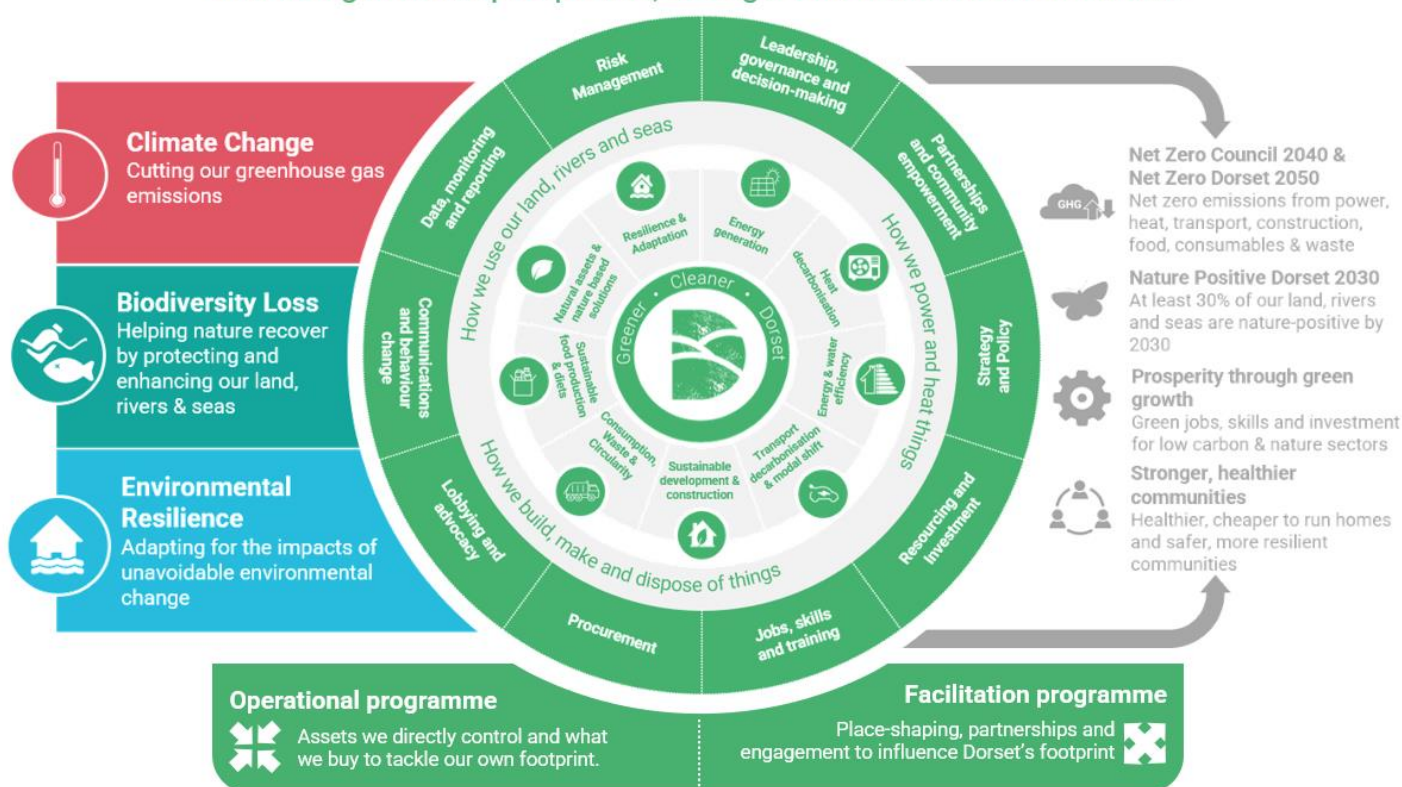 Climate Change
Cutting our greenhouse gas
emissions
Biodiversity Loss
Helping nature recover
by protecting and
enhancing our land,
rivers & seas
Environmental
Resilience
Adapting for the impacts of
unavoidable environmental
change
Risk
Management
Leadership,
governance and
decision-making
Partnerships
and community
empowerment
Strategy
and Policy
Resourcing and
Investment
Jobs, skills
and training
Procurement
Lobbying and
advocacy
Communications
and behaviour
change
Data, monitoring
and reporting
How we use our land, rivers and seas
How we power and heat things
How we build, make and dispose of things
Resilience &
Adaptation
Energy
generation
Heat
decarbonisation
Energy & water
efficiency
Transport
decarbonisation
& modal shift
Sustainable
development &
construction
Consumption,
Waste &
Circularity
Sustainable
food production
& diets
Natural assets &
nature based
solutions
Greener • Cleaner • Dorset
Net Zero Council 2040 &
Net Zero Dorset 2050
GHG
Net zero emissions from power,
heat, transport, construction,
food, consumables & waste
Nature Positive Dorset 2030
At least 30% of our land, rivers
and seas are nature-positive by
2030
Prosperity through green
growth
Green jobs, skills and investment
for low carbon & nature sectors
Stronger, healthier
communities
Healthier, cheaper to run homes
and safer, more resilient
communities
Operational programme
Assets we directly control and what
we buy to tackle our own footprint.
Facilitation programme
Place-shaping, partnerships and
engagement to influence Dorset's footprint